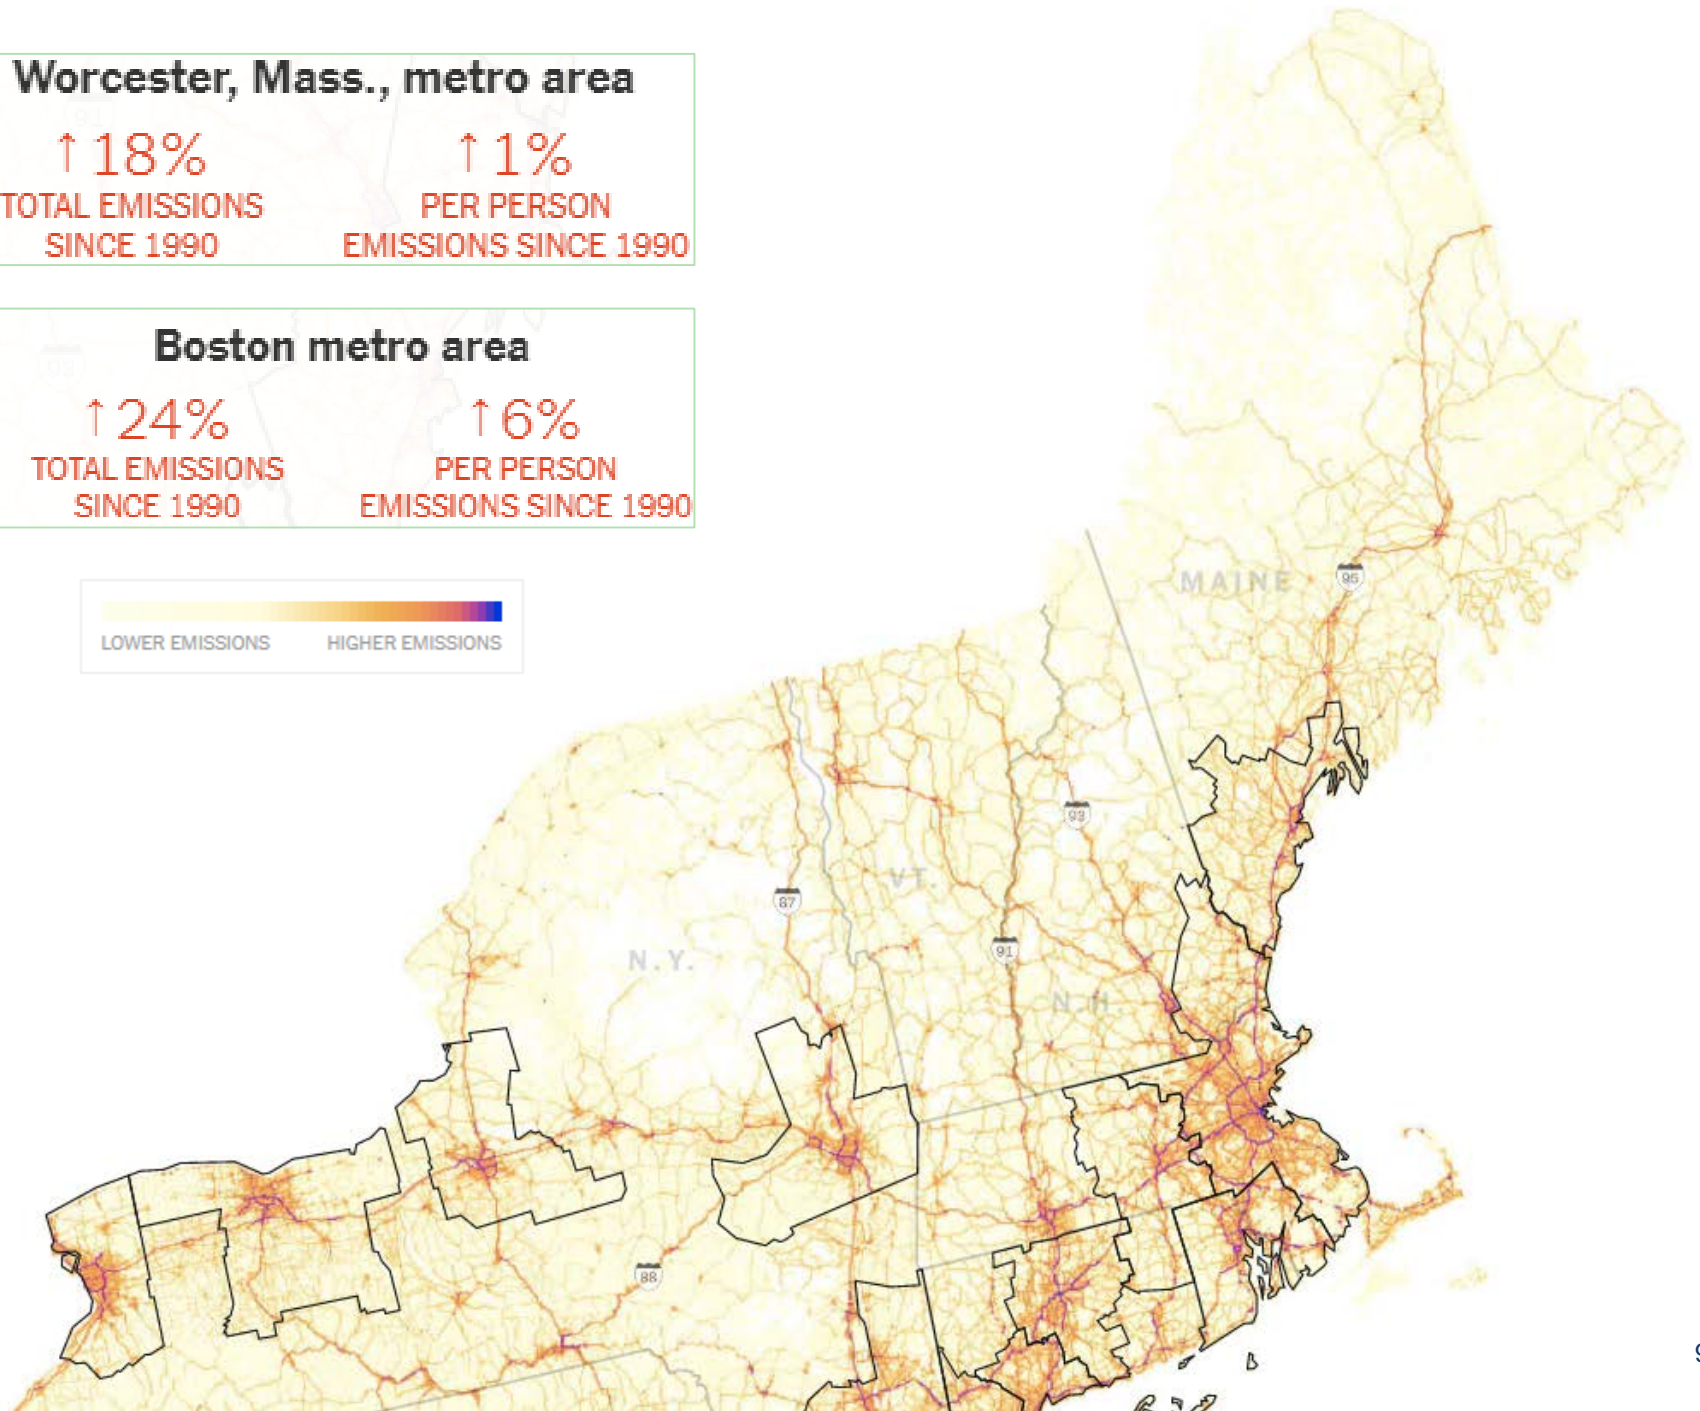 Worcester, Mass., metro area
↑18%
↑1%
TOTAL EMISSIONS
SINCE 1990
PER PERSON
EMISSIONS SINCE 1990
Boston metro area
↑24%
↑6%
TOTAL EMISSIONS
SINCE 1990
PER PERSON
EMISSIONS SINCE 1990
LOWER EMISSIONS
HIGHER EMISSIONS
MAINE
95
93
VT.
87
91
N.Y.
N.H.
88
9